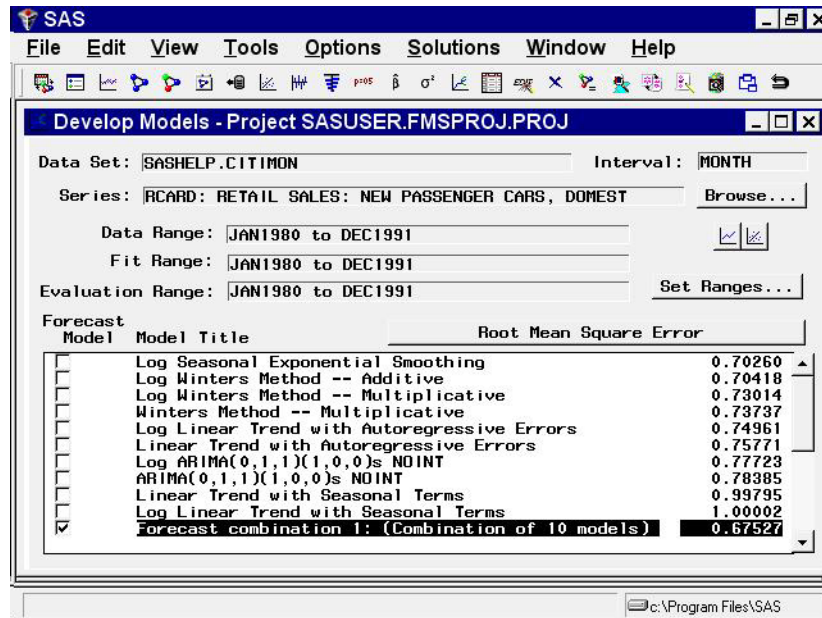 SAS
File Edit View Tools Options Solutions Window Help
p=05 β̂ σ²
Develop Models - Project SASUSER.FMSPROJ.PROJ
Data Set: SASHELP.CITIMON Interval: MONTH
Series: RCARD: RETAIL SALES: NEW PASSENGER CARS, DOMEST Browse...
Data Range: JAN1980 to DEC1991
Fit Range: JAN1980 to DEC1991
Evaluation Range: JAN1980 to DEC1991 Set Ranges...
Forecast
Model Model Title Root Mean Square Error
Log Seasonal Exponential Smoothing 0.70260
Log Winters Method -- Additive 0.70418
Log Winters Method -- Multiplicative 0.73014
Winters Method -- Multiplicative 0.73737
Log Linear Trend with Autoregressive Errors 0.74961
Linear Trend with Autoregressive Errors 0.75771
Log ARIMA(0,1,1)(1,0,0)s NOINT 0.77723
ARIMA(0,1,1)(1,0,0)s NOINT 0.78385
Linear Trend with Seasonal Terms 0.99795
Log Linear Trend with Seasonal Terms 1.00002
Forecast combination 1: (Combination of 10 models) 0.67527
c:\Program Files\SAS